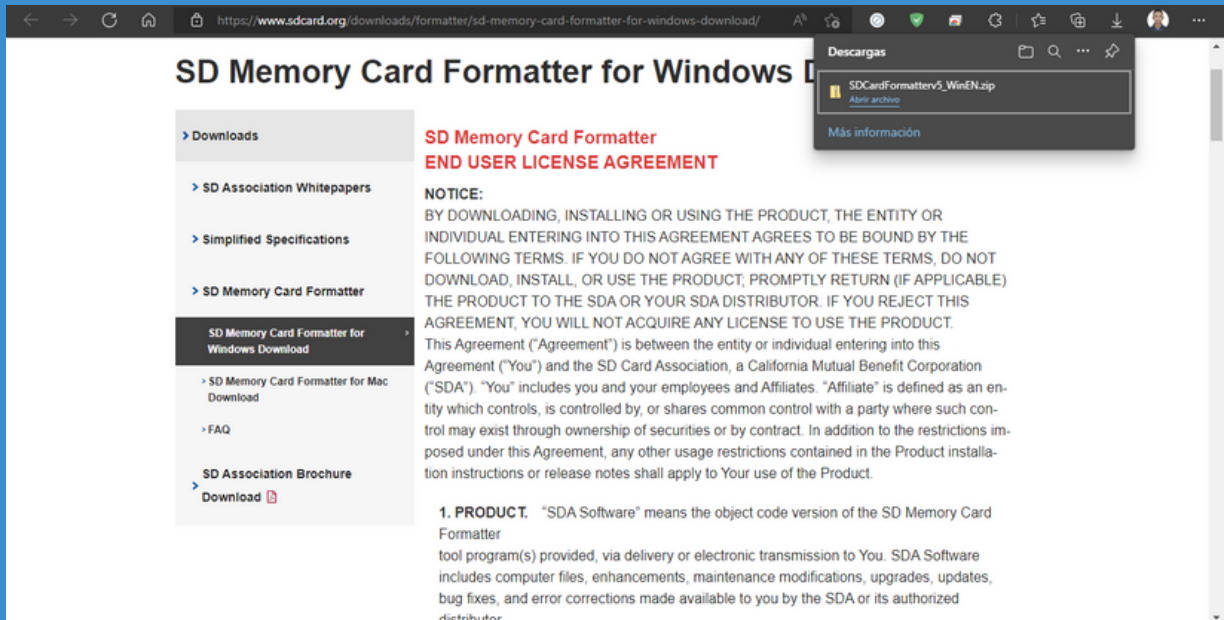 https://www.sdcard.org/downloads/formatter/sd-memory-card-formatter-for-windows-download/
Descargas
SDCardFormatterv5_WinEN.zip
Abrir archivo
Más información
SD Memory Card Formatter for Windows D
> Downloads
> SD Association Whitepapers
> Simplified Specifications
> SD Memory Card Formatter
SD Memory Card Formatter for >
Windows Download
> SD Memory Card Formatter for Mac
Download
> FAQ
SD Association Brochure
> Download
SD Memory Card Formatter
END USER LICENSE AGREEMENT
NOTICE:
BY DOWNLOADING, INSTALLING OR USING THE PRODUCT, THE ENTITY OR
INDIVIDUAL ENTERING INTO THIS AGREEMENT AGREES TO BE BOUND BY THE
FOLLOWING TERMS. IF YOU DO NOT AGREE WITH ANY OF THESE TERMS, DO NOT
DOWNLOAD, INSTALL, OR USE THE PRODUCT; PROMPTLY RETURN (IF APPLICABLE)
THE PRODUCT TO THE SDA OR YOUR SDA DISTRIBUTOR. IF YOU REJECT THIS
AGREEMENT, YOU WILL NOT ACQUIRE ANY LICENSE TO USE THE PRODUCT.
This Agreement (“Agreement”) is between the entity or individual entering into this
Agreement (“You”) and the SD Card Association, a California Mutual Benefit Corporation
(“SDA”). “You” includes you and your employees and Affiliates. “Affiliate” is defined as an en-
tity which controls, is controlled by, or shares common control with a party where such con-
trol may exist through ownership of securities or by contract. In addition to the restrictions im-
posed under this Agreement, any other usage restrictions contained in the Product installa-
tion instructions or release notes shall apply to Your use of the Product.
1. PRODUCT. “SDA Software” means the object code version of the SD Memory Card
Formatter
tool program(s) provided, via delivery or electronic transmission to You. SDA Software
includes computer files, enhancements, maintenance modifications, upgrades, updates,
bug fixes, and error corrections made available to you by the SDA or its authorized
distributor